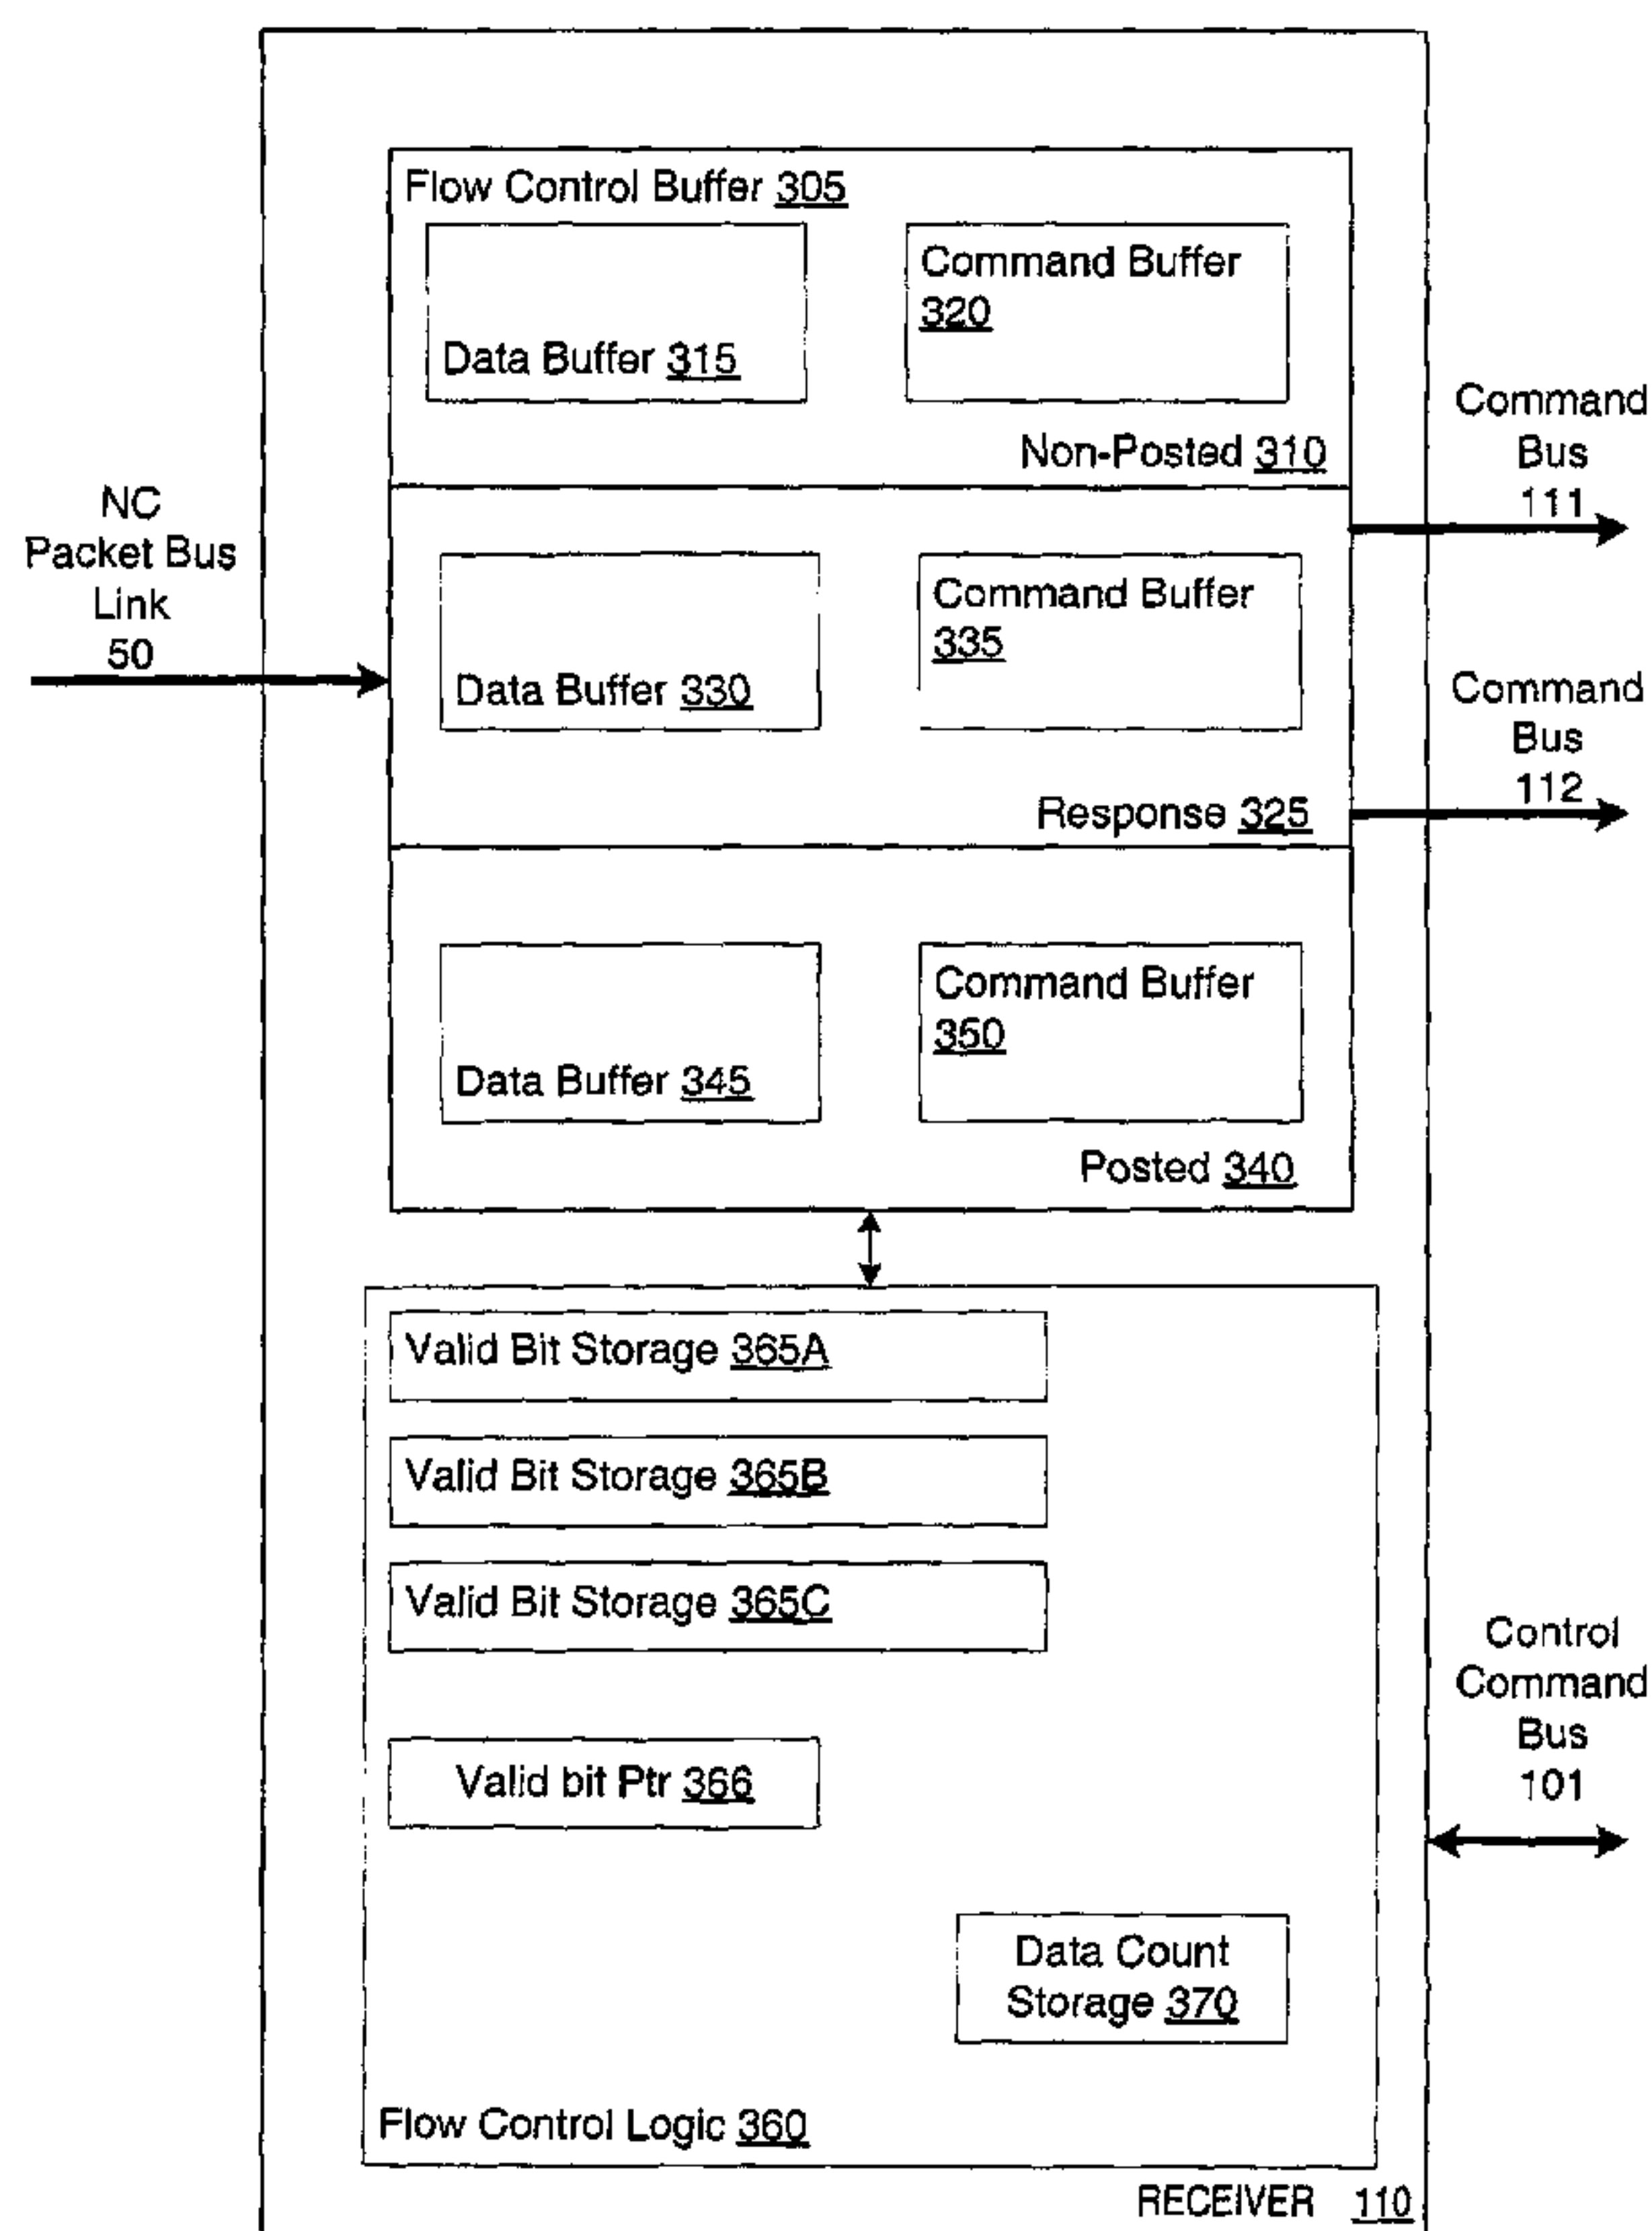 Flow Control Buffer 305
Command Buffer
320
Data Buffer 315
Non-Posted 310
Command
Bus
111
NC
Packet Bus
Link
50
Command Buffer
335
Data Buffer 330
Response 325
Command
Bus
112
Command Buffer
350
Data Buffer 345
Posted 340
Valid Bit Storage 365A
Valid Bit Storage 365B
Valid Bit Storage 365C
Valid bit Ptr 366
Control
Command
Bus
101
Data Count
Storage 370
Flow Control Logic 360
RECEIVER 110